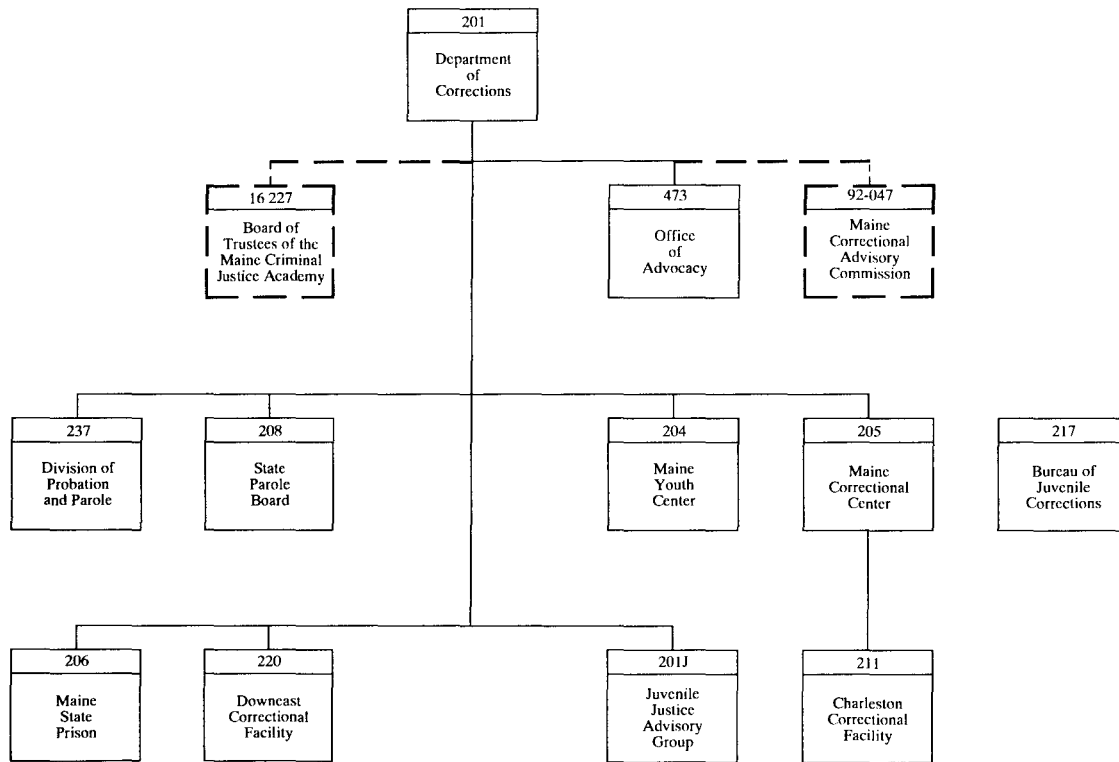 201
Department
of
Corrections
16 227
Board of
Trustees of the
Maine Criminal
Justice Academy
473
Office
of
Advocacy
92-047
Maine
Correctional
Advisory
Commission
237
Division of
Probation
and Parole
208
State
Parole
Board
204
Maine
Youth
Center
205
Maine
Correctional
Center
217
Bureau of
Juvenile
Corrections
206
Maine
State
Prison
220
Downeast
Correctional
Facility
201J
Juvenile
Justice
Advisory
Group
211
Charleston
Correctional
Facility